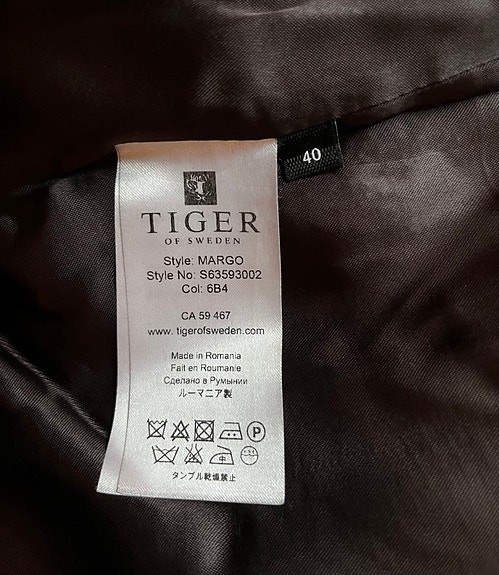 40
TIGER
OF SWEDEN
Style: MARGO
Style No: S63593002
Col: 6B4
CA 59 467
www. tigerofsweden.com
Made in Romania
Fait en Roumanie
Сделано в Румынии
ルーマニア製
P
タンブル乾燥禁止